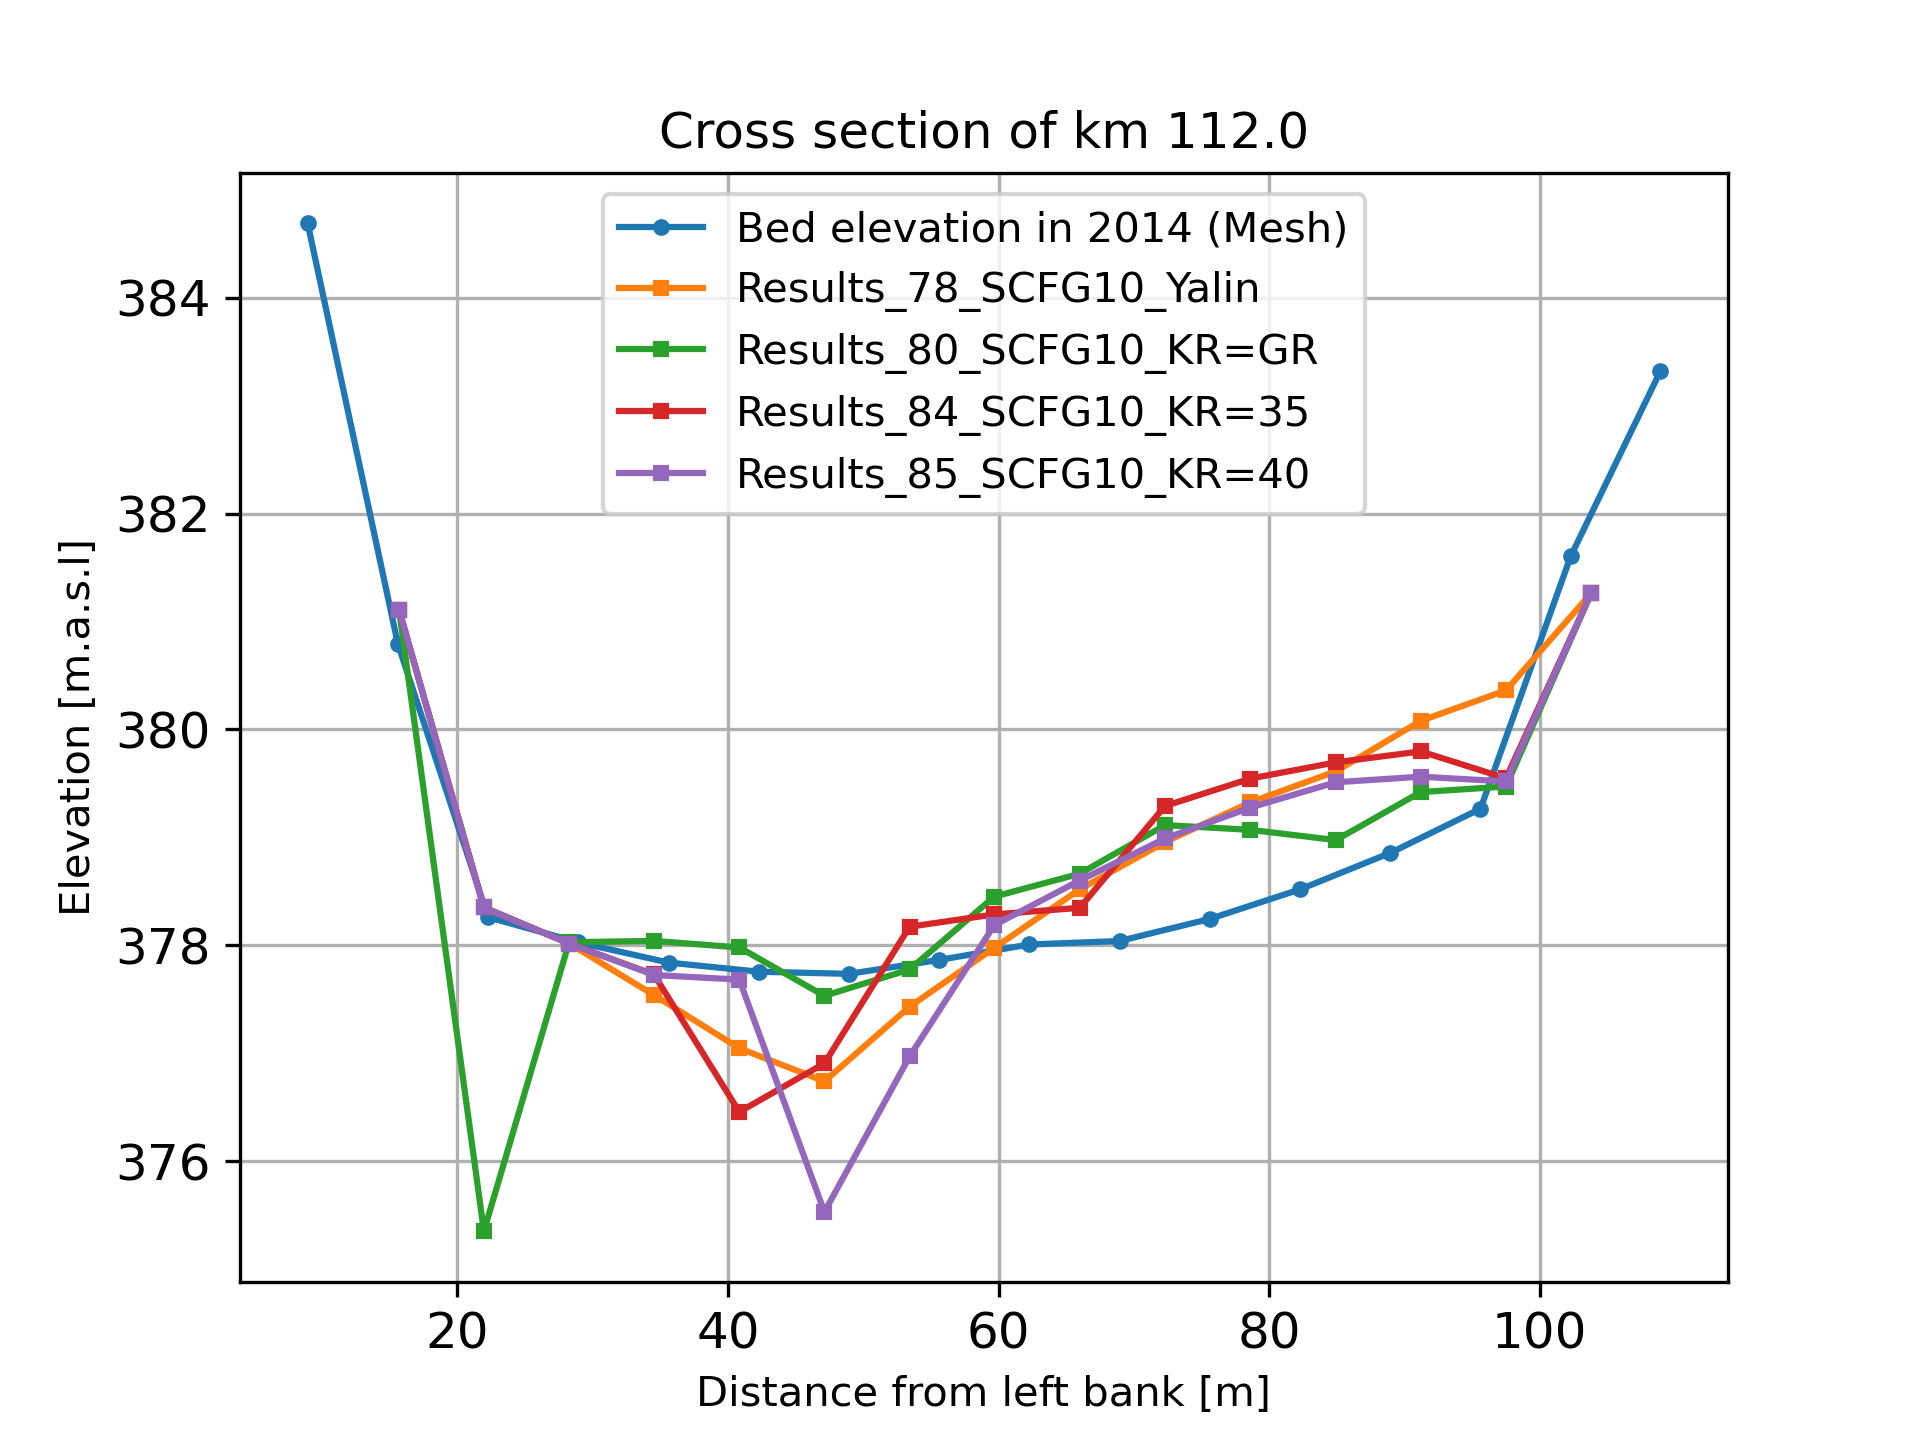 Cross section of km 112.0
Bed elevation in 2014 (Mesh)
Results_78_SCFG10_Yalin
Results_80_SCFG10_KR=GR
Results_84_SCFG10_KR=35
Results_85_SCFG10_KR=40
384
382
380
378
376
Elevation [m.a.s.l]
20 40 60 80 100
Distance from left bank [m]